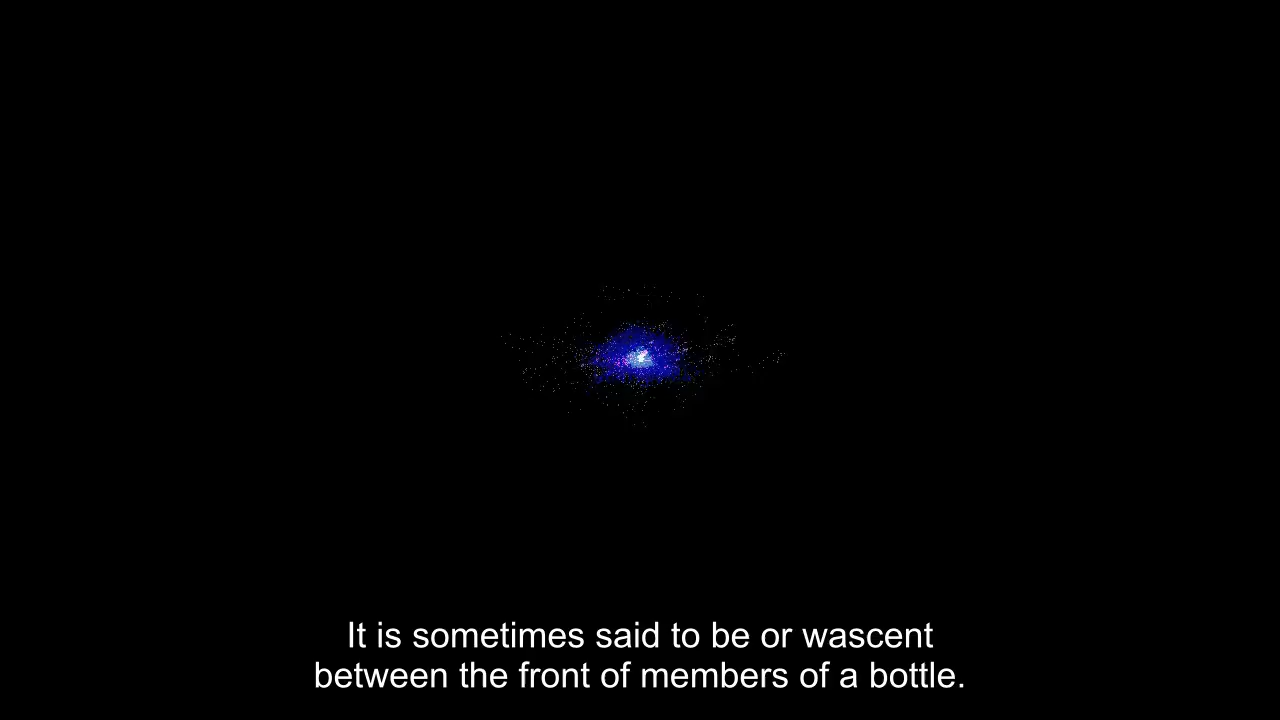 It is sometimes said to be or wascent
between the front of members of a bottle.